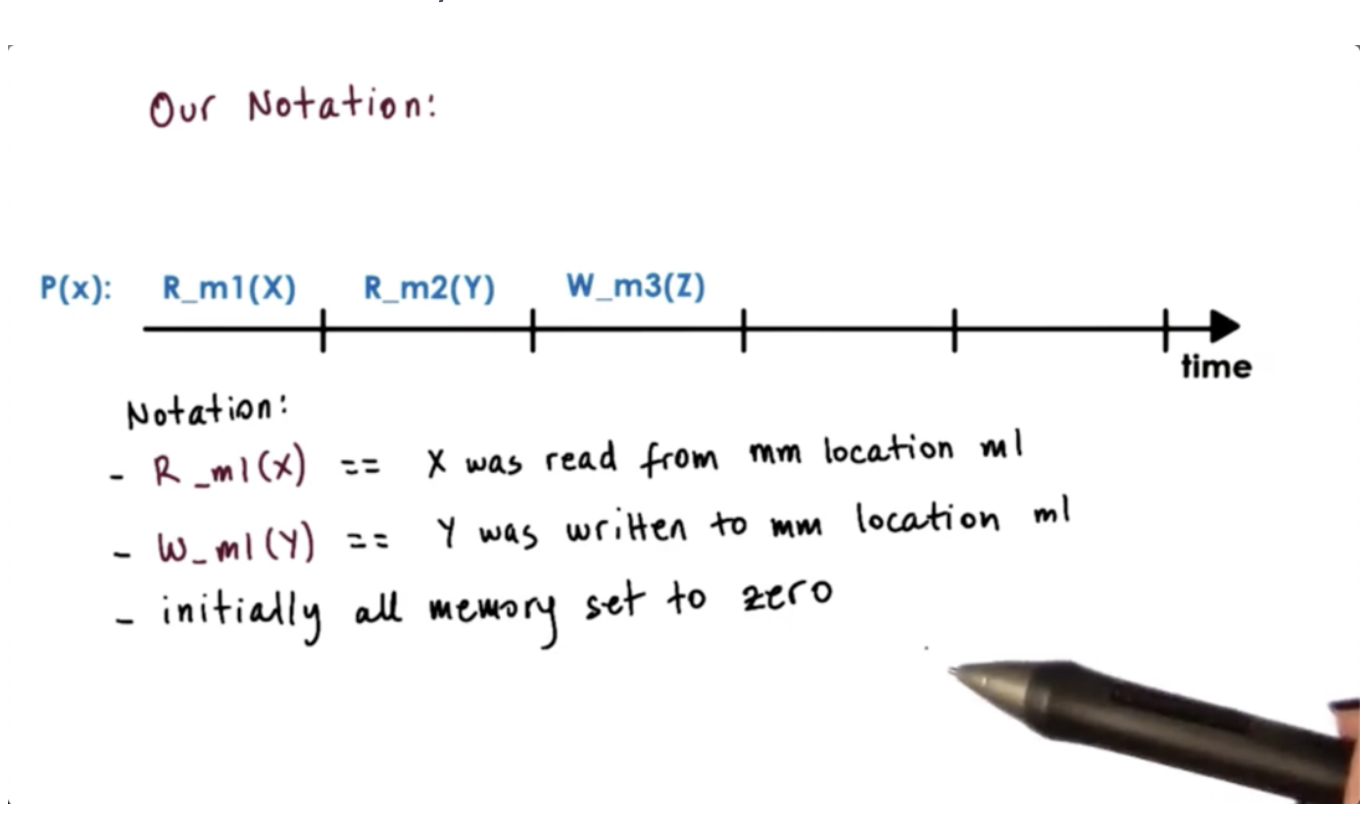 Our Notation:
P(x): R_m1(X) R_m2(Y) W_m3(Z)
time
Notation:
- R_m1(X) == X was read from mm location m1
- W_m1(Y) == Y was written to mm location m1
- initially all memory set to zero